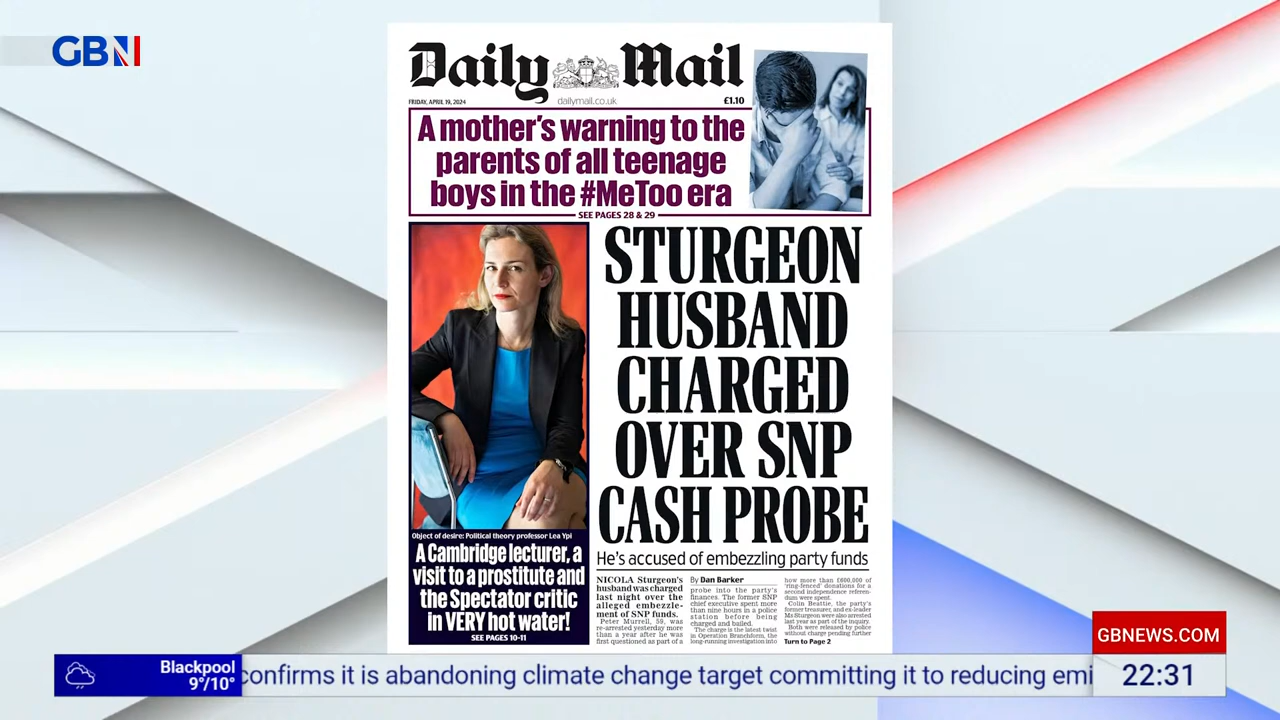 GBN
Daily Mail
FRIDAY, APRIL 19, 2024
dailymail.co.uk
£1.10
A mother's warning to the
parents of all teenage
boys in the #MeToo era
SEE PAGES 28 & 29
STURGEON
HUSBAND
CHARGED
OVER SNP
CASH PROBE
He's accused of embezzling party funds
Object of desire: Political theory professor Lea Ypi
A Cambridge lecturer, a
visit to a prostitute and
the Spectator critic
in VERY hot water!
SEE PAGES 10-11
NICOLA Sturgeon's
husband was charged
last night over the
alleged embezzle-
ment of SNP funds.
Peter Murrell, 59, was
re-arrested yesterday more
than a year after he was
first questioned as part of a
By Dan Barker
probe into the party's
finances. The former SNP
chief executive spent more
than nine hours in a police
station before being
charged and bailed.
The charge is the latest twist
in Operation Branchform, the
long-running investigation into
how more than £600,000 of
'ring-fenced' donations for a
second independence referen-
dum were spent.
Colin Beattie, the party's
former treasurer, and ex-leader
Ms Sturgeon were also arrested
last year as part of the inquiry.
Both were released by police
without charge pending further
Turn to Page 2
GBNEWS.COM
Blackpool
9°/10°
confirms it is abandoning climate change target committing it to reducing emi
22:31